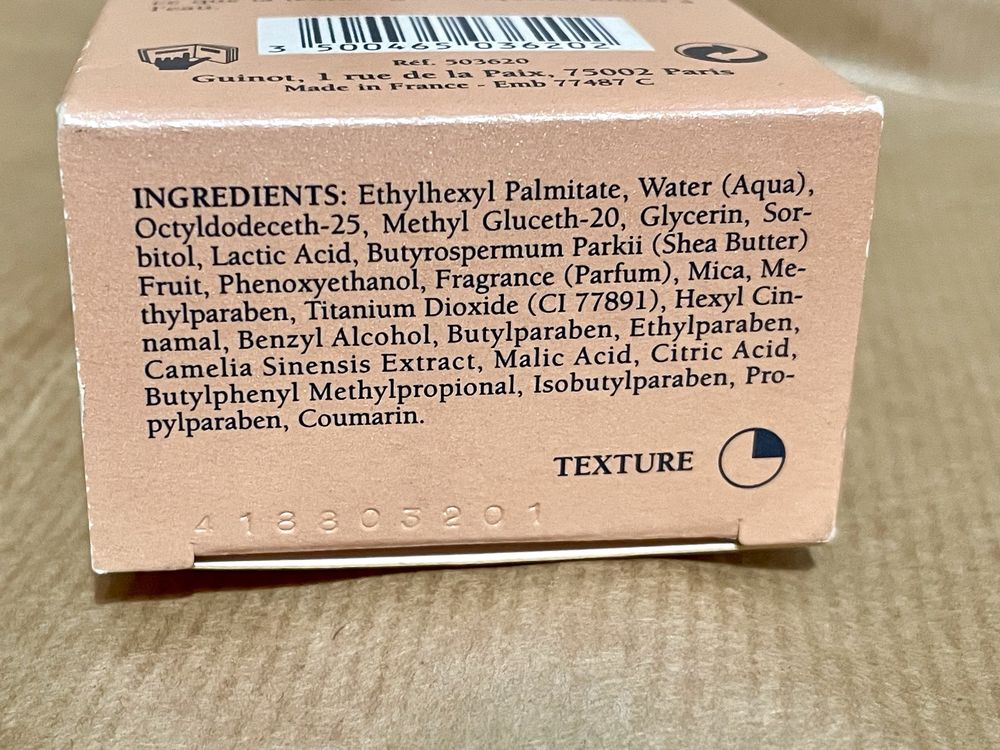 l'eau.
3 500465 036202
Réf. 503620
Guinot, 1 rue de la Paix, 75002 Paris
Made in France - Emb 77487 C
INGREDIENTS: Ethylhexyl Palmitate, Water (Aqua),
Octyldodeceth-25, Methyl Gluceth-20, Glycerin, Sor-
bitol, Lactic Acid, Butyrospermum Parkii (Shea Butter)
Fruit, Phenoxyethanol, Fragrance (Parfum), Mica, Me-
thylparaben, Titanium Dioxide (CI 77891), Hexyl Cin-
namal, Benzyl Alcohol, Butylparaben, Ethylparaben,
Camelia Sinensis Extract, Malic Acid, Citric Acid,
Butylphenyl Methylpropional, Isobutylparaben, Pro-
pylparaben, Coumarin.
TEXTURE
418803201